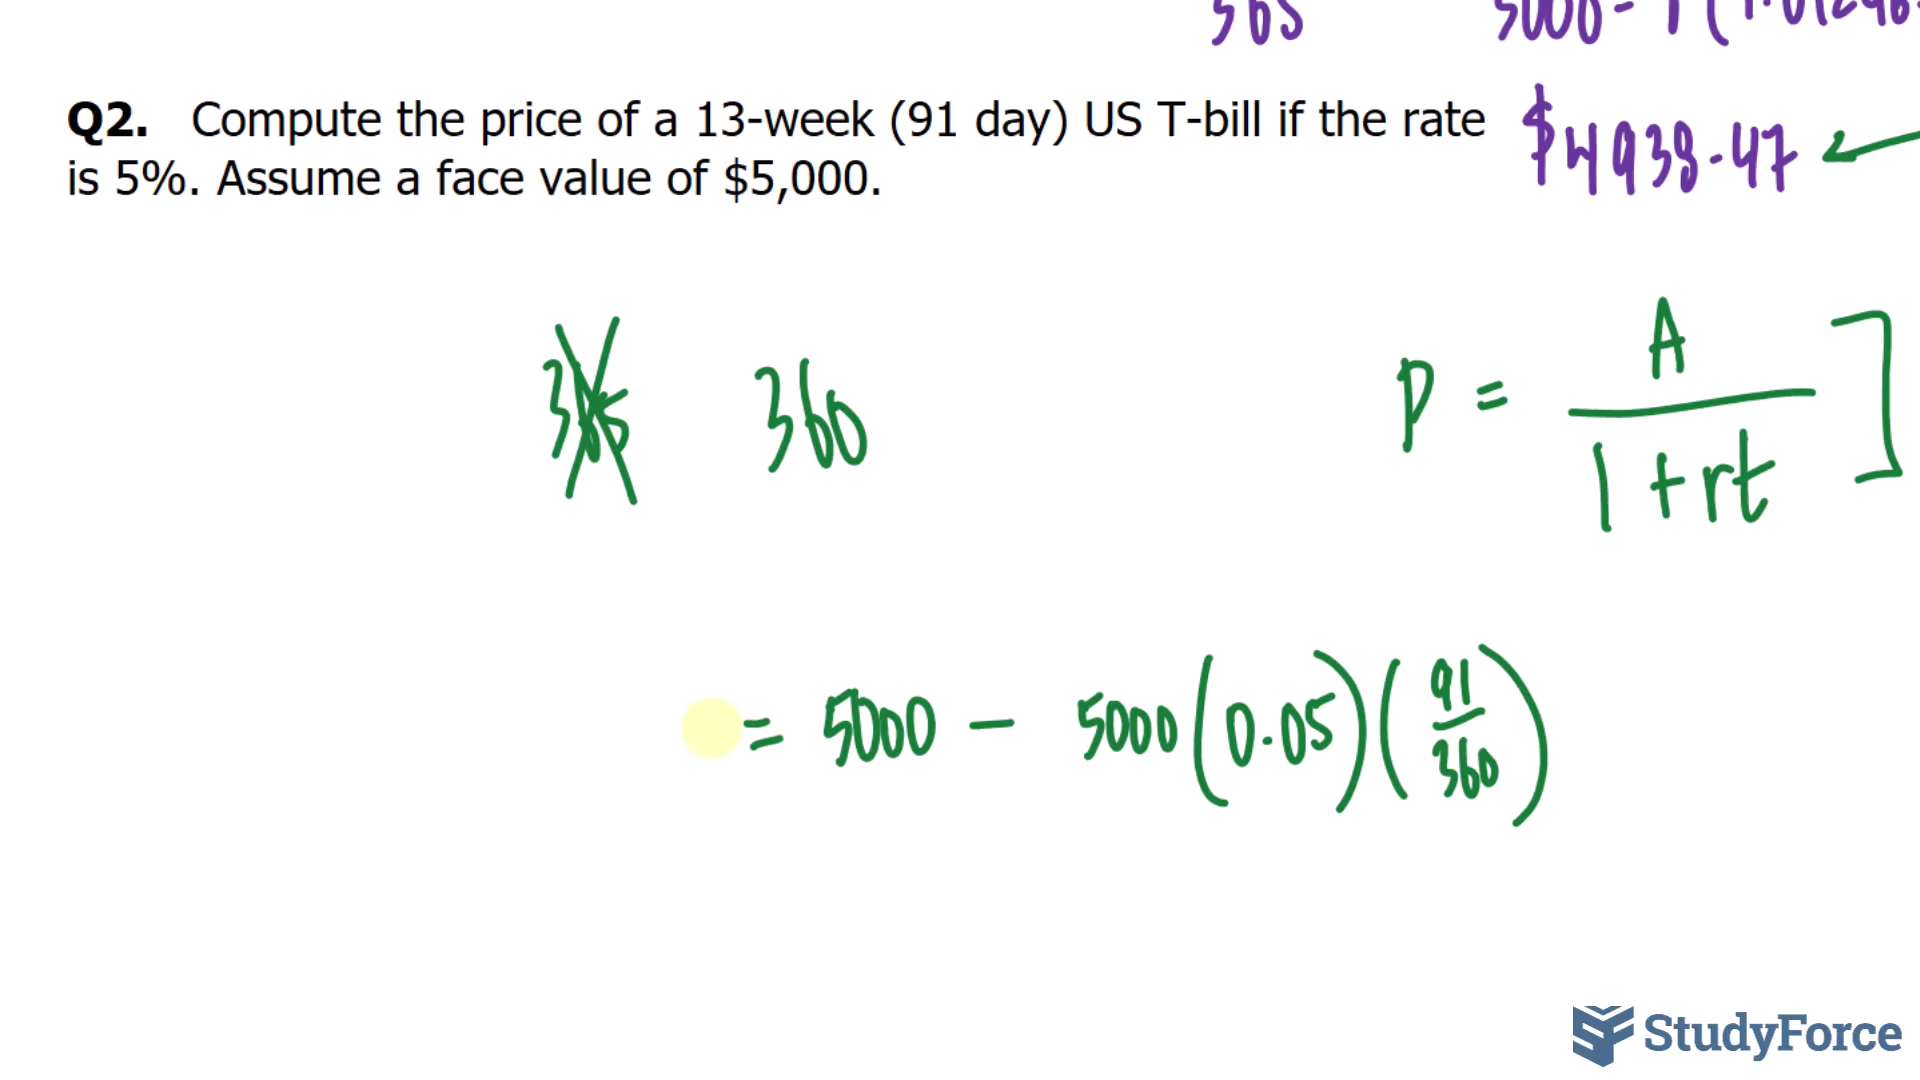 365 5000 = P (1.01246
Q2. Compute the price of a 13-week (91 day) US T-bill if the rate
is 5%. Assume a face value of $5,000.
$4938.47
365 360 P = A / 1 + rt ]
= 5000 - 5000 (0.05) (91/360)
StudyForce